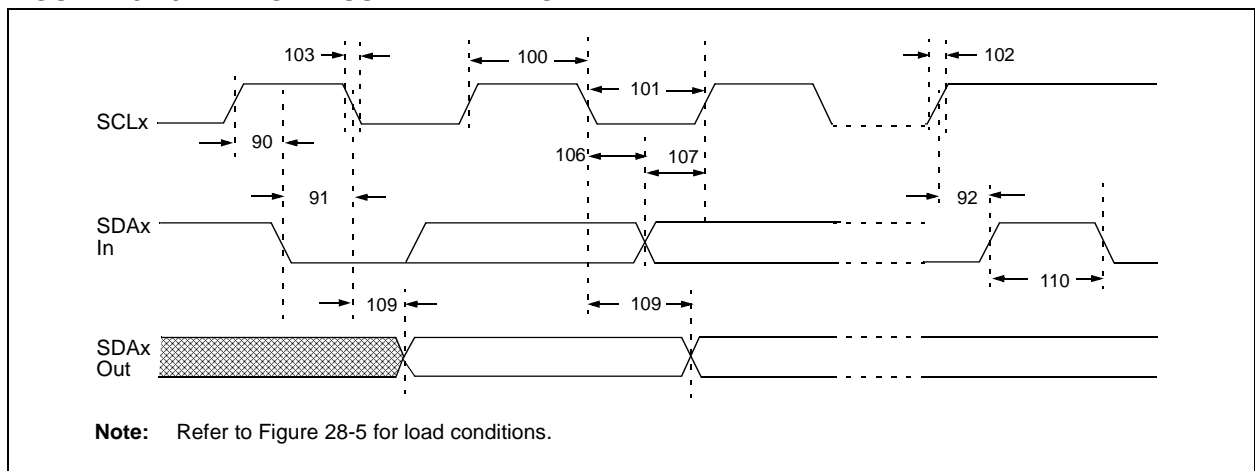 103
100
102
101
SCLx
90
106
107
91
92
SDAx
In
109
109
110
SDAx
Out
Note: Refer to Figure 28-5 for load conditions.